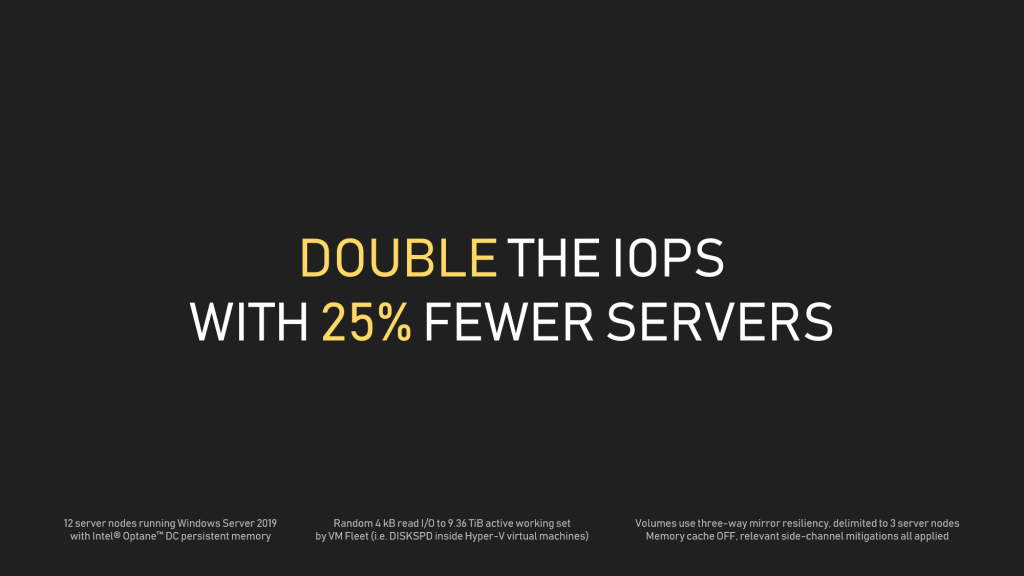 DOUBLE THE IOPS
WITH 25% FEWER SERVERS
12 server nodes running Windows Server 2019
with Intel® Optane™ DC persistent memory
Random 4 kB read I/O to 9.36 TiB active working set
by VM Fleet (i.e. DISKSPD inside Hyper-V virtual machines)
Volumes use three-way mirror resiliency, delimited to 3 server nodes
Memory cache OFF, relevant side-channel mitigations all applied